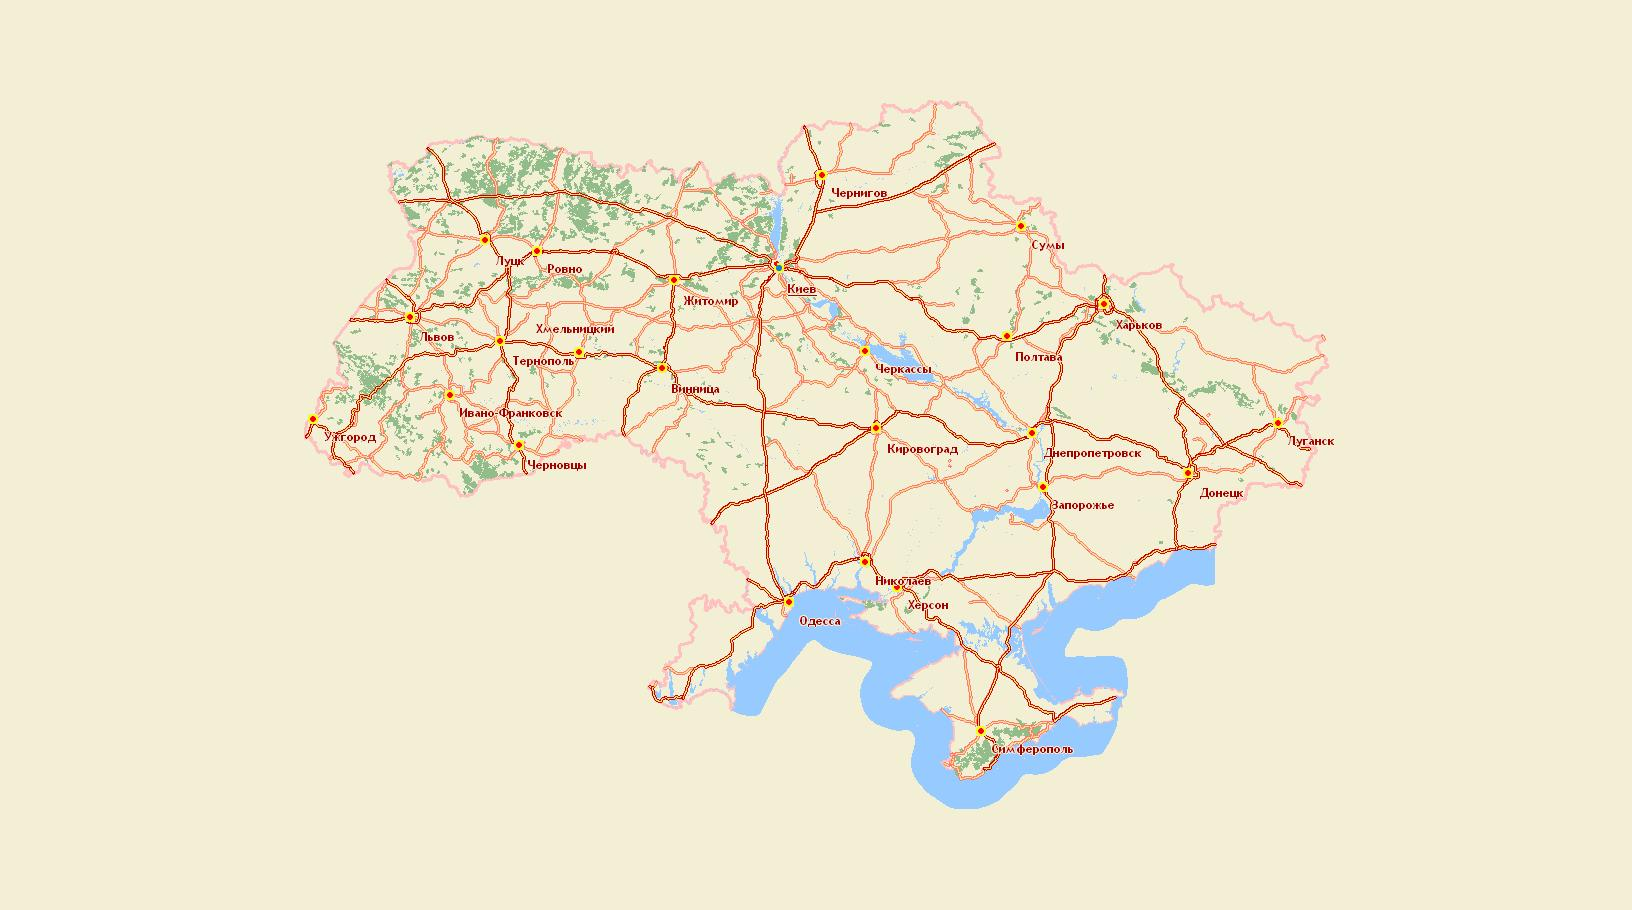 Чернигов
Сумы
Луцк
Ровно
Киев
Житомир
Харьков
Хмельницкий
Львов
Тернополь
Полтава
Черкассы
Винница
Ивано-Франковск
Ужгород
Луганск
Кировоград
Днепропетровск
Черновцы
Донецк
Запорожье
Николаев
Херсон
Одесса
Симферополь